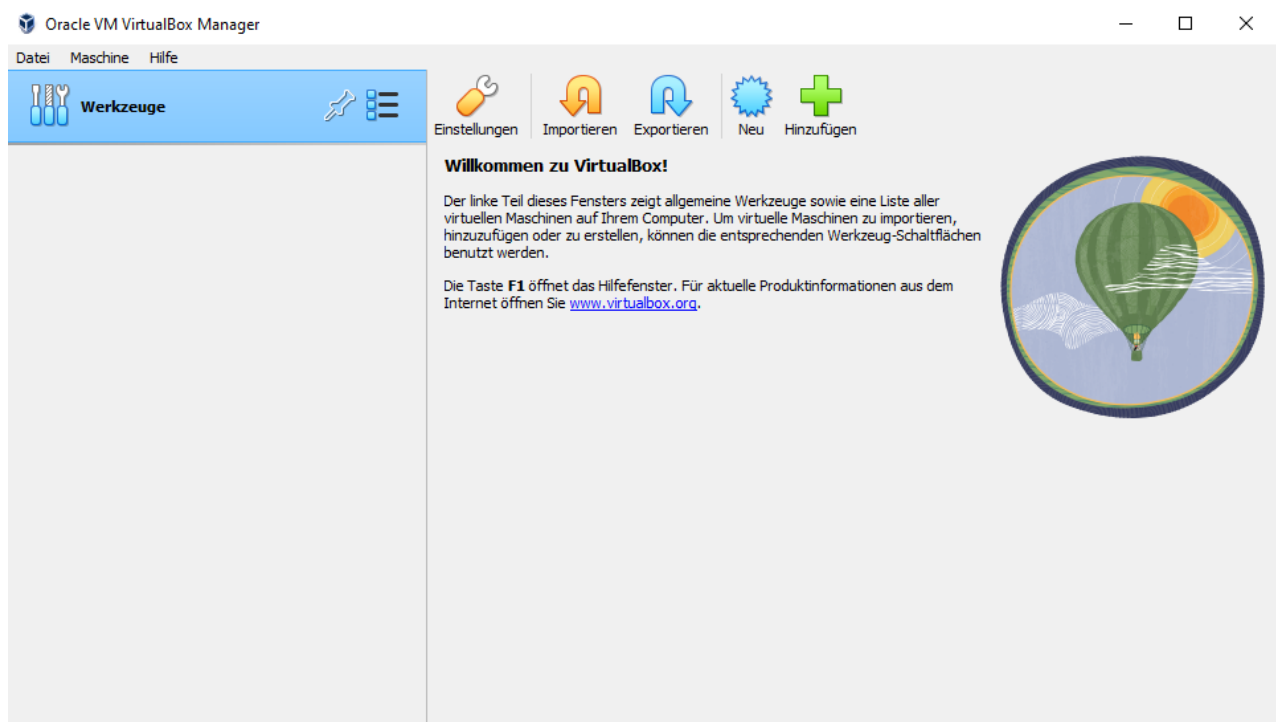 Oracle VM VirtualBox Manager
Datei Maschine Hilfe
Werkzeuge
Einstellungen Importieren Exportieren Neu Hinzufügen
Willkommen zu VirtualBox!
Der linke Teil dieses Fensters zeigt allgemeine Werkzeuge sowie eine Liste aller
virtuellen Maschinen auf Ihrem Computer. Um virtuelle Maschinen zu importieren,
hinzuzufügen oder zu erstellen, können die entsprechenden Werkzeug-Schaltflächen
benutzt werden.
Die Taste F1 öffnet das Hilfefenster. Für aktuelle Produktinformationen aus dem
Internet öffnen Sie www.virtualbox.org.